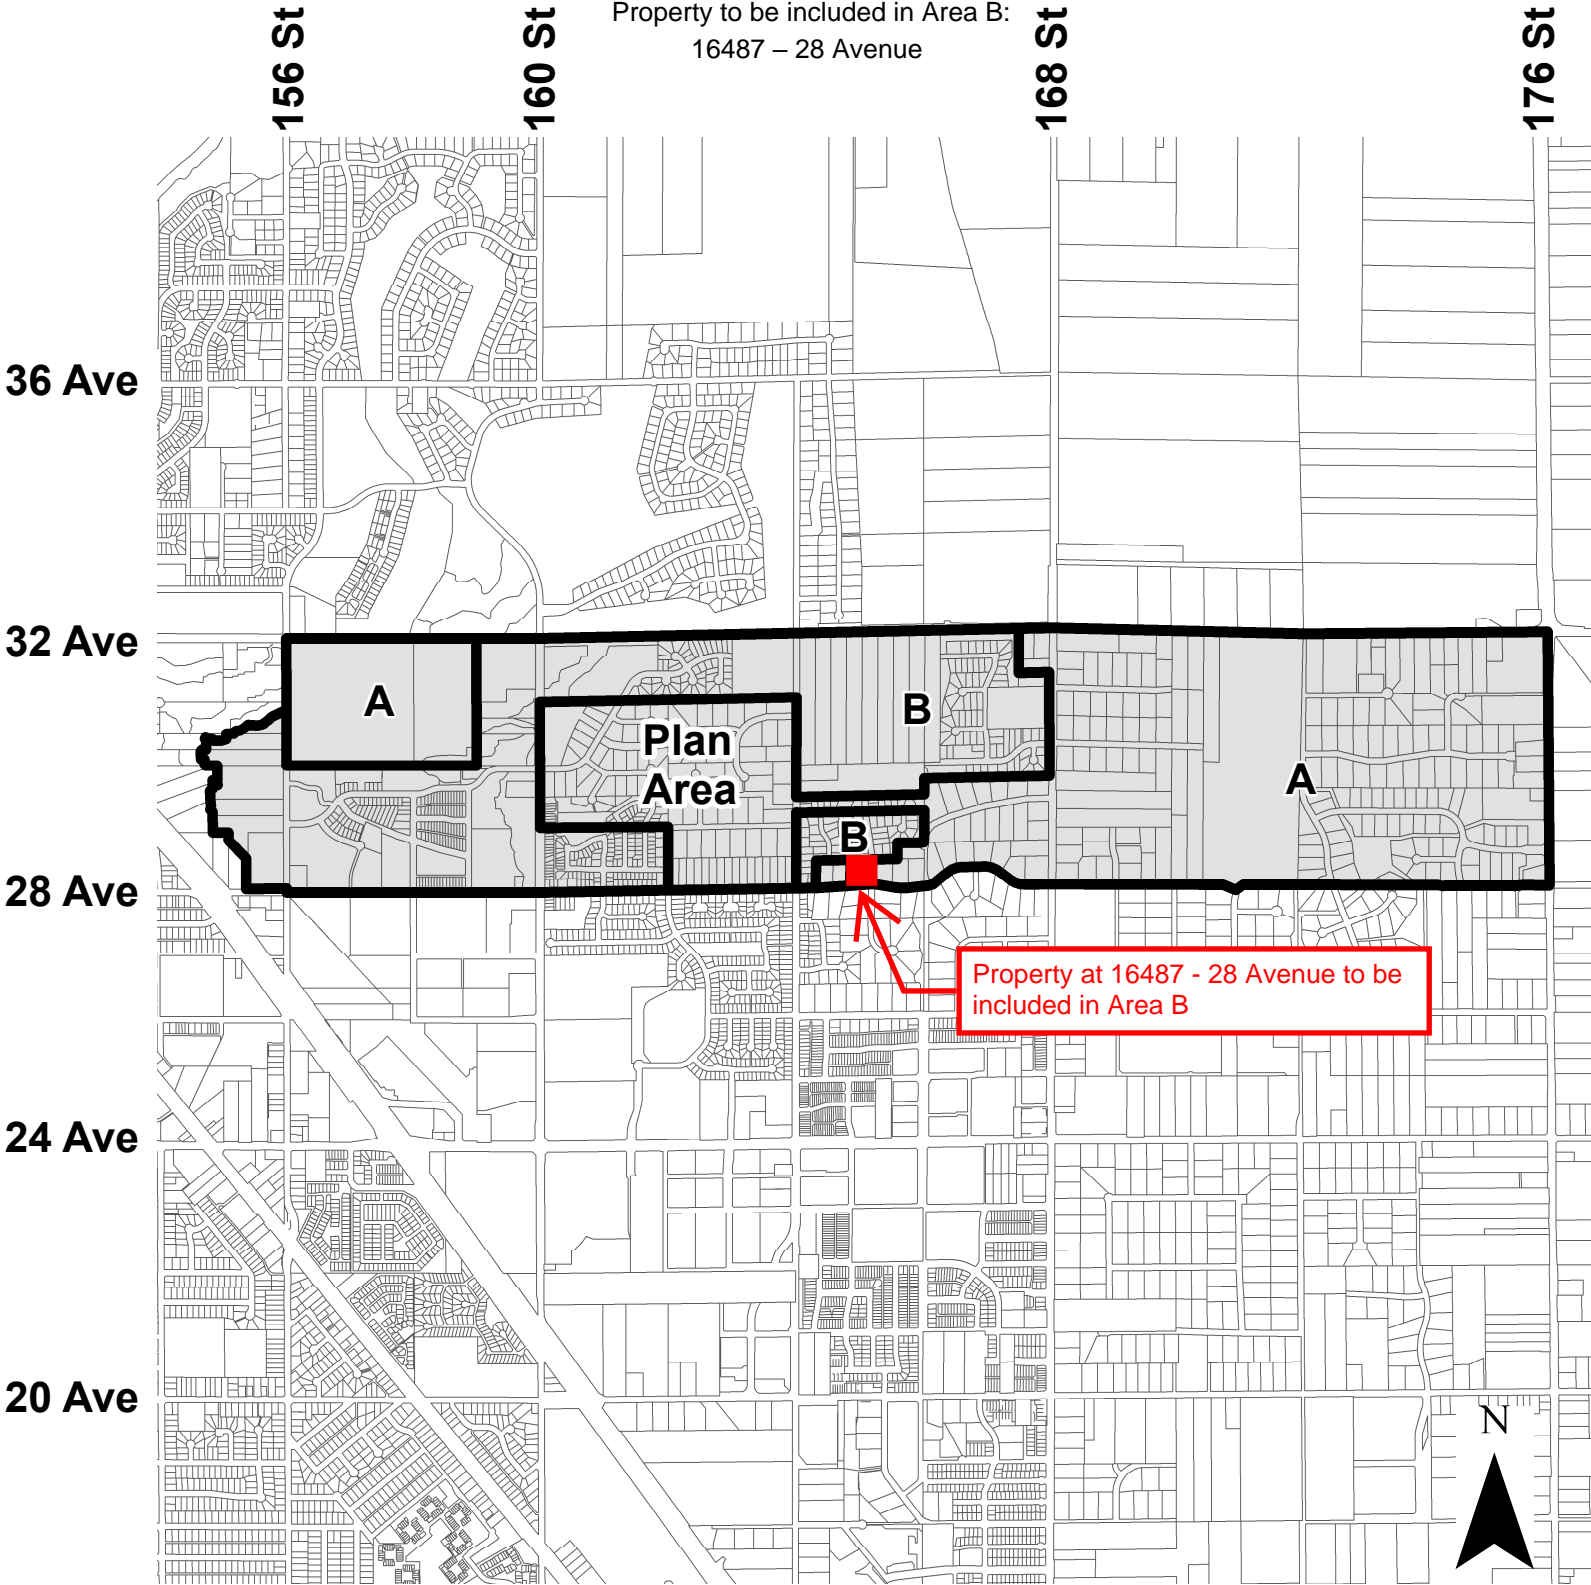 Property to be included in Area B:
16487 – 28 Avenue
156 St
160 St
168 St
176 St
36 Ave
32 Ave
A
B
Plan
Area
A
B
28 Ave
Property at 16487 - 28 Avenue to be
included in Area B
24 Ave
20 Ave
N